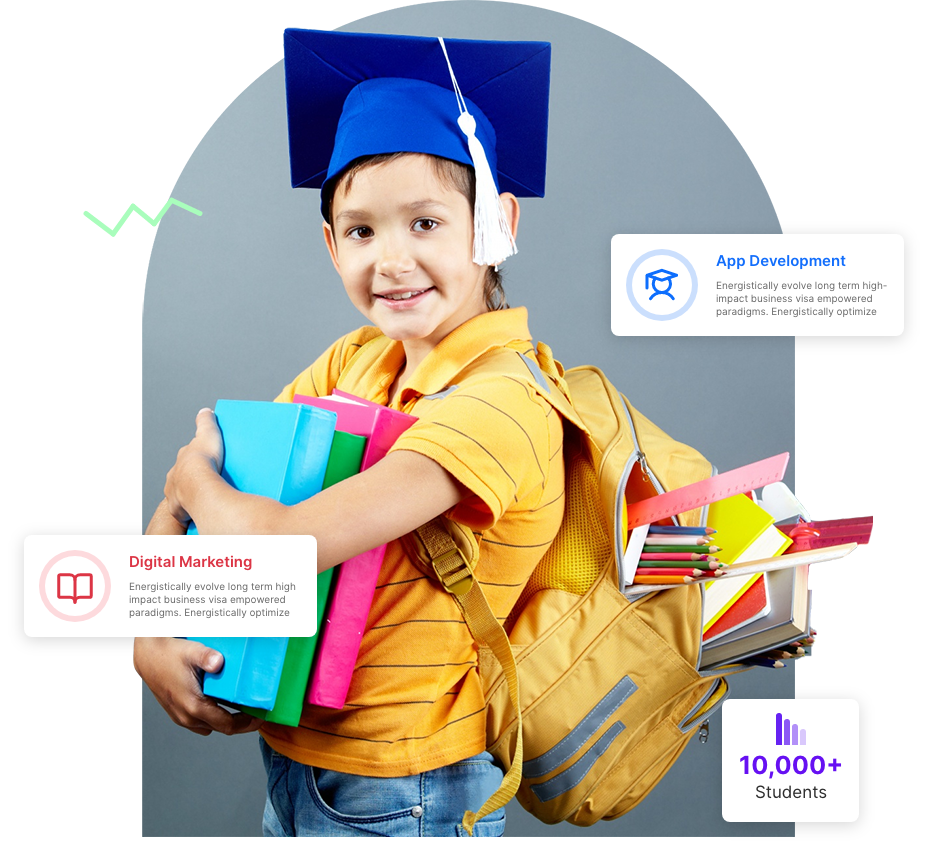 App Development
Energistically evolve long term high-
impact business visa empowered
paradigms. Energistically optimize
Digital Marketing
Energistically evolve long term high
impact business visa empowered
paradigms. Energistically optimize
10,000+
Students